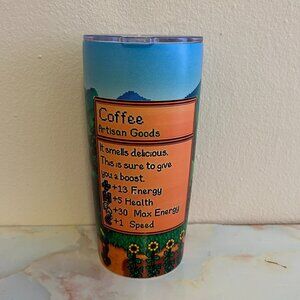 Coffee
Artisan Goods
It smells delicious.
This is sure to give
you a boost.
+13 Energy
+5 Health
+30 Max Energy
+1 Speed